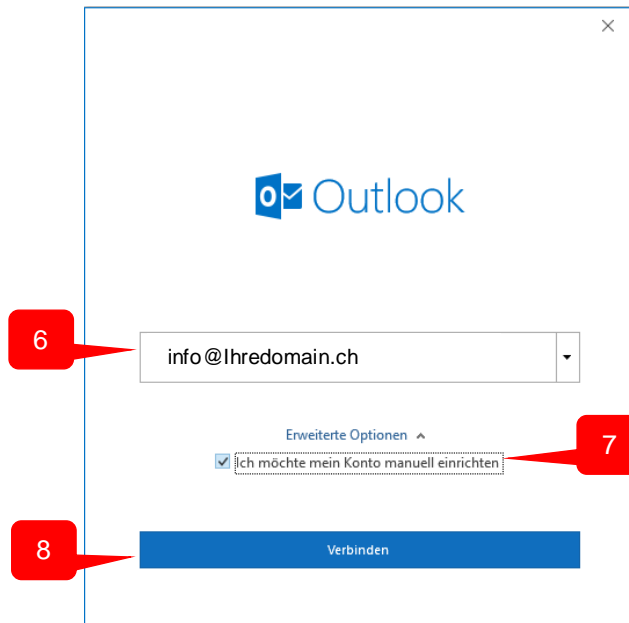 Outlook
6
info@Ihredomain.ch
Erweiterte Optionen
7
Ich möchte mein Konto manuell einrichten
8
Verbinden